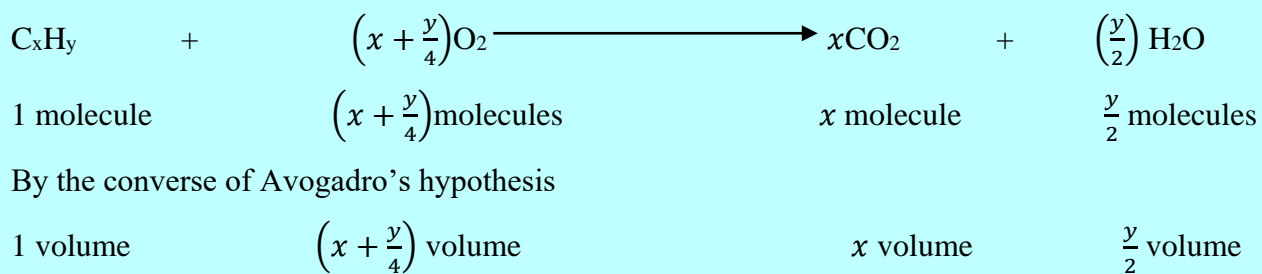 CxHy + (x + y/4)O2 ⟶ xCO2 + (y/2) H2O
1 molecule (x + y/4)molecules x molecule y/2 molecules
By the converse of Avogadro’s hypothesis
1 volume (x + y/4) volume x volume y/2 volume